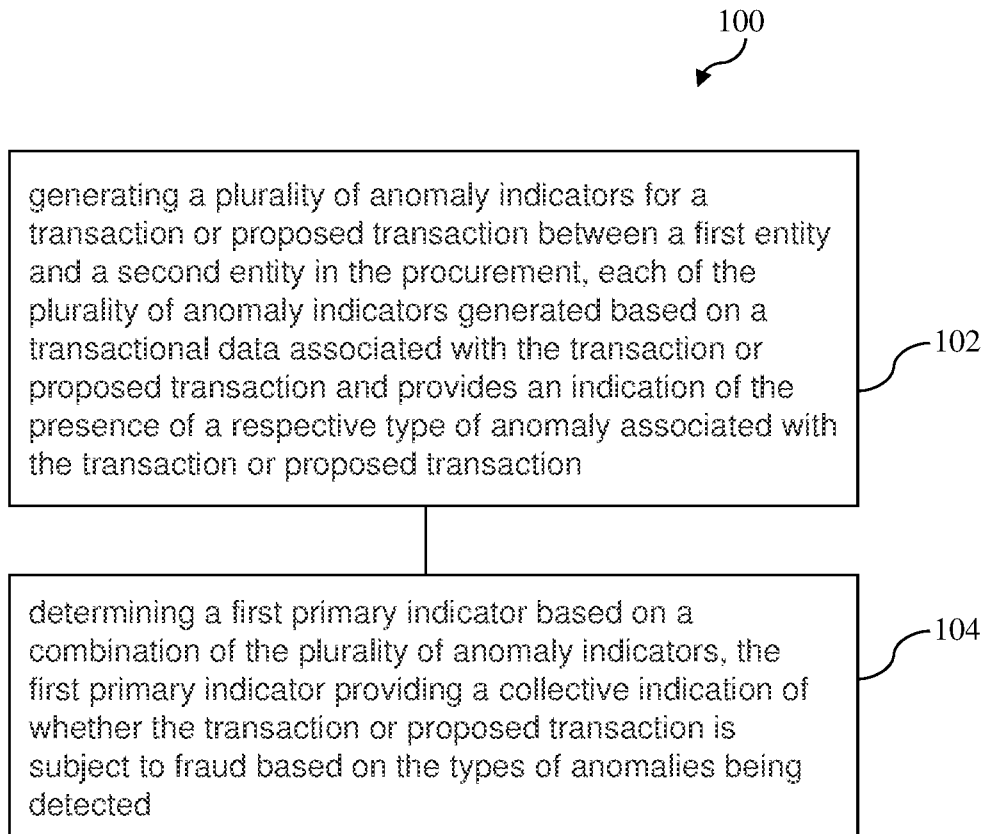 100
generating a plurality of anomaly indicators for a
transaction or proposed transaction between a first entity
and a second entity in the procurement, each of the
plurality of anomaly indicators generated based on a
transactional data associated with the transaction or
proposed transaction and provides an indication of the
presence of a respective type of anomaly associated with
the transaction or proposed transaction
102
determining a first primary indicator based on a
combination of the plurality of anomaly indicators, the
first primary indicator providing a collective indication of
whether the transaction or proposed transaction is
subject to fraud based on the types of anomalies being
detected
104